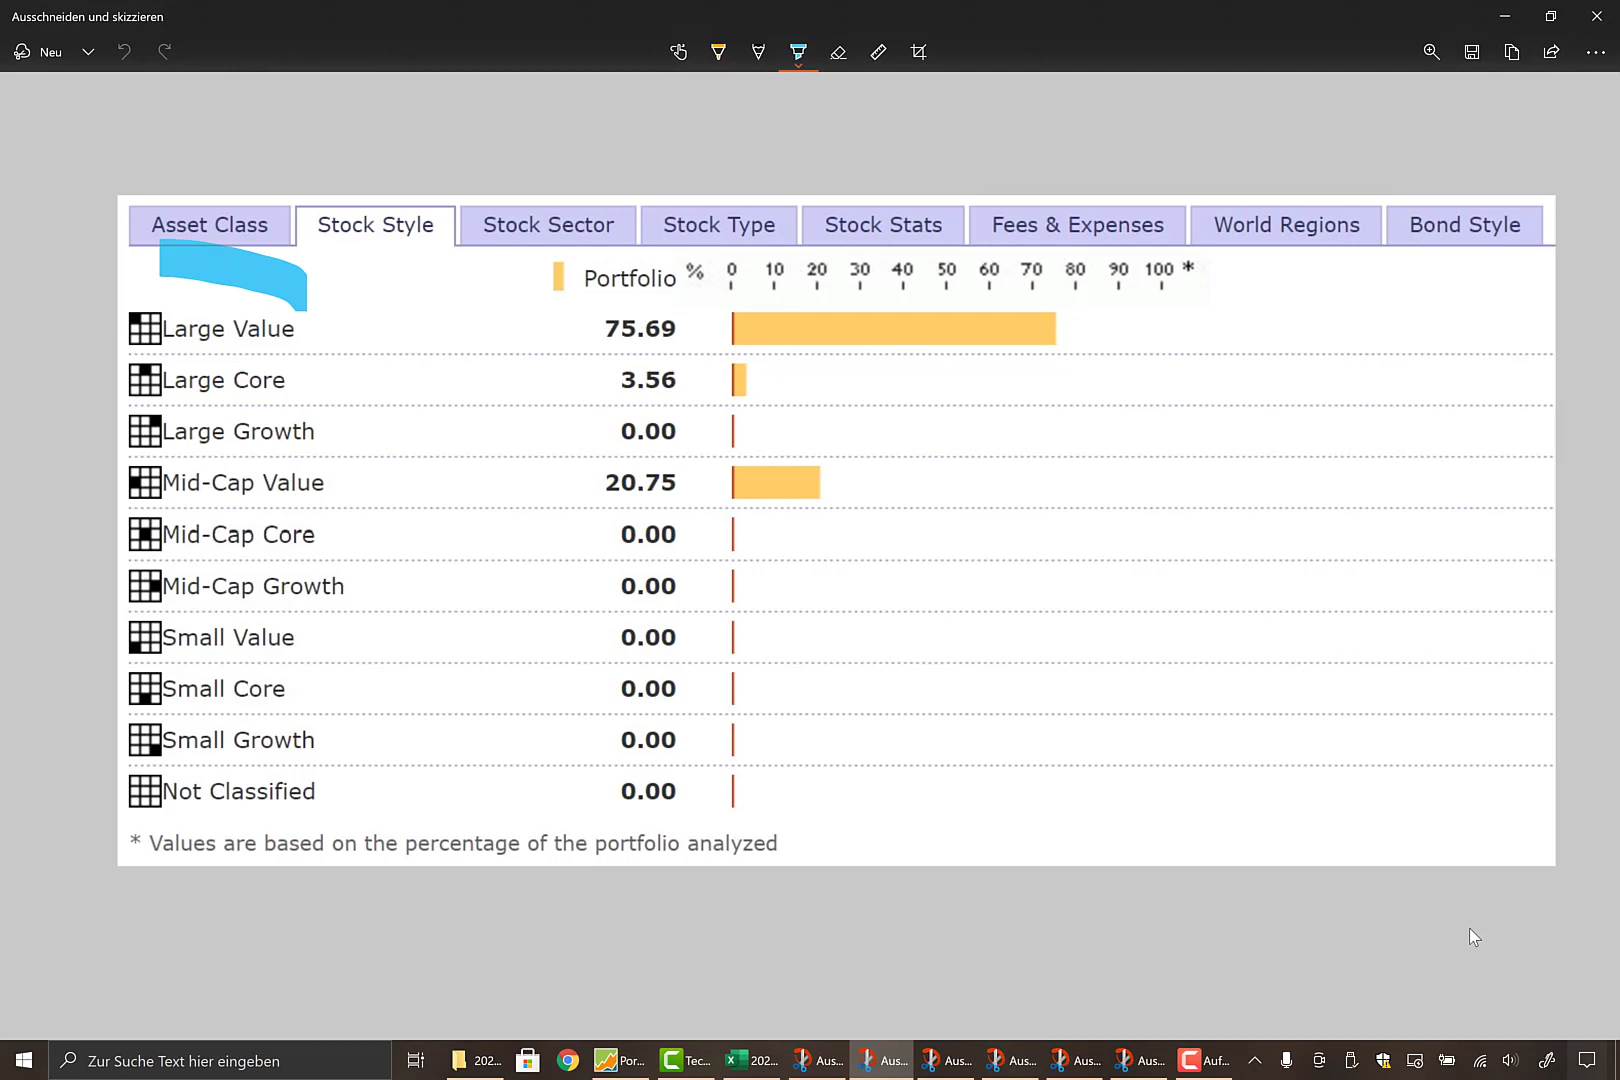 Ausschneiden und skizzieren
Neu
Asset Class Stock Style Stock Sector Stock Type Stock Stats Fees & Expenses World Regions Bond Style
Portfolio % 0 10 20 30 40 50 60 70 80 90 100 *
Large Value 75.69
Large Core 3.56
Large Growth 0.00
Mid-Cap Value 20.75
Mid-Cap Core 0.00
Mid-Cap Growth 0.00
Small Value 0.00
Small Core 0.00
Small Growth 0.00
Not Classified 0.00
* Values are based on the percentage of the portfolio analyzed
Zur Suche Text hier eingeben 202... Por... Tec... 202... Aus... Aus... Aus... Aus... Aus... Aus... Auf...